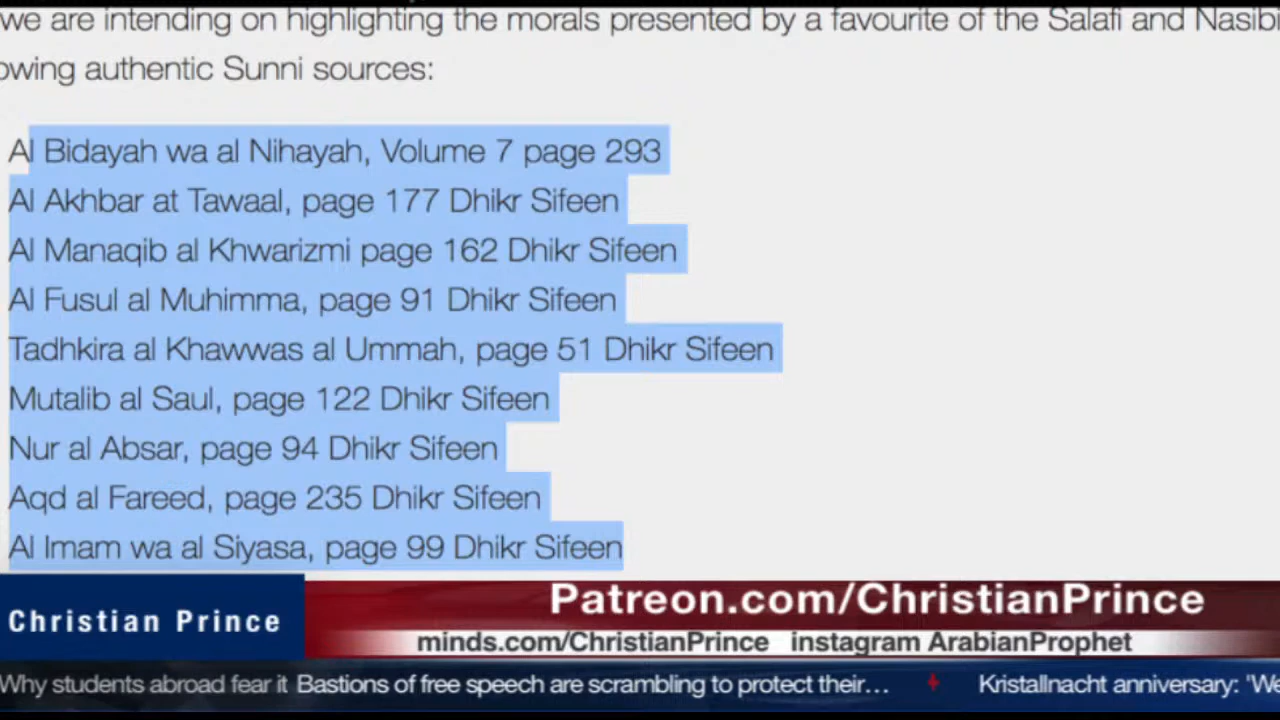 we are intending on highlighting the morals presented by a favourite of the Salafi and Nasibi
owing authentic Sunni sources:
Al Bidayah wa al Nihayah, Volume 7 page 293
Al Akhbar at Tawaal, page 177 Dhikr Sifeen
Al Manaqib al Khwarizmi page 162 Dhikr Sifeen
Al Fusul al Muhimma, page 91 Dhikr Sifeen
Tadhkira al Khawwas al Ummah, page 51 Dhikr Sifeen
Mutalib al Saul, page 122 Dhikr Sifeen
Nur al Absar, page 94 Dhikr Sifeen
Aqd al Fareed, page 235 Dhikr Sifeen
Al Imam wa al Siyasa, page 99 Dhikr Sifeen
Christian Prince
Patreon.com/ChristianPrince
minds.com/ChristianPrince instagram ArabianProphet
Why students abroad fear it Bastions of free speech are scrambling to protect their... Kristallnacht anniversary: 'We